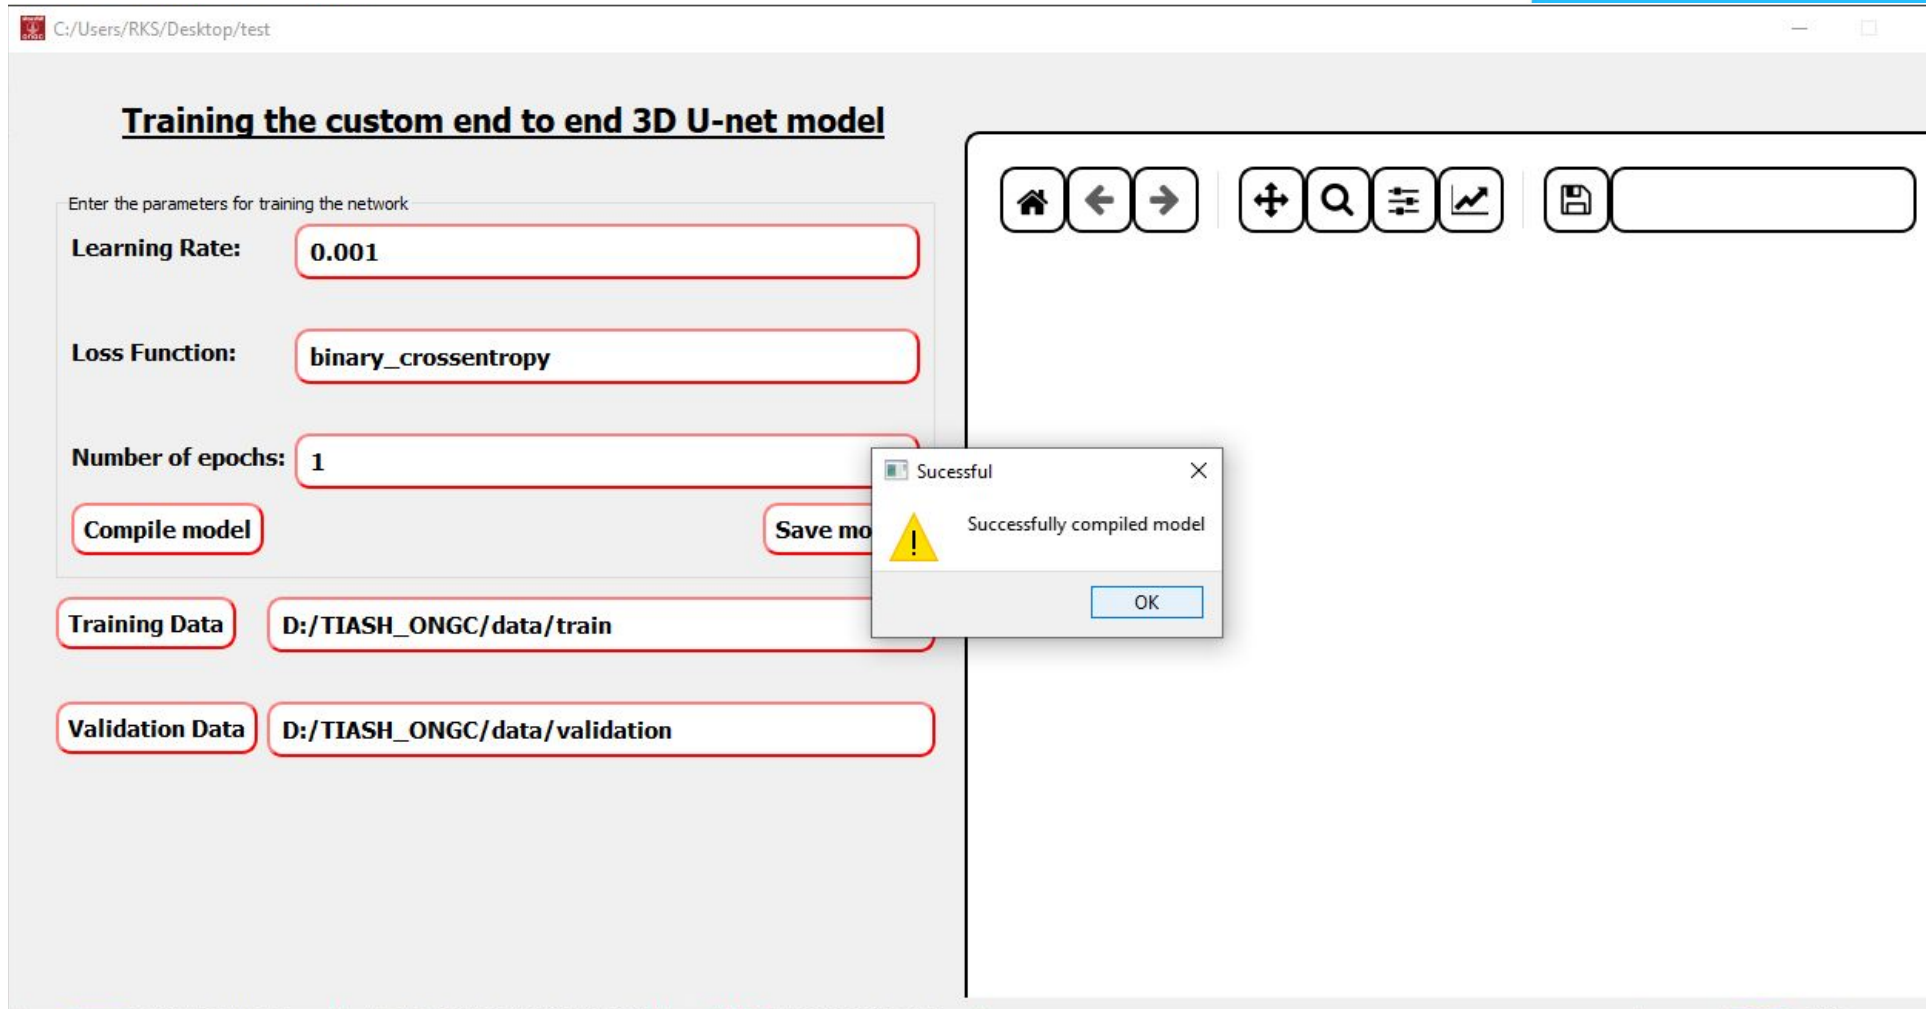 C:/Users/RKS/Desktop/test
Training the custom end to end 3D U-net model
Enter the parameters for training the network
Learning Rate:
0.001
Loss Function:
binary_crossentropy
Number of epochs:
1
Compile model
Save mo
Sucessful
Successfully compiled model
OK
Training Data
D:/TIASH_ONGC/data/train
Validation Data
D:/TIASH_ONGC/data/validation